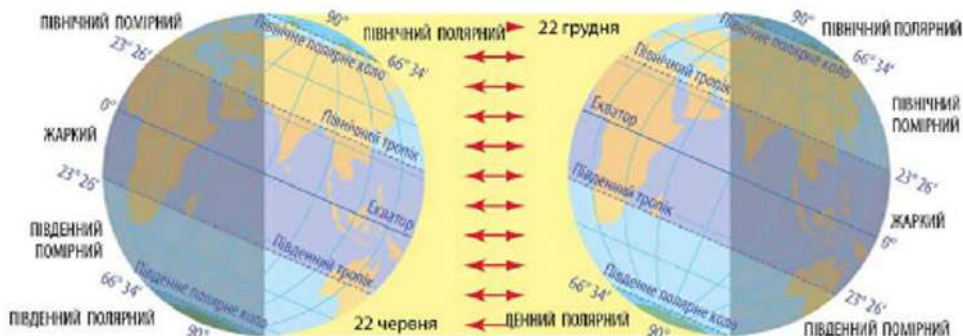 ПІВНІЧНИЙ ПОМІРНИЙ
23° 26'
0°
ЖАРКИЙ
23° 26'
ПІВДЕННИЙ
ПОМІРНИЙ
66° 34'
ПІВДЕННИЙ ПОЛЯРНИЙ
90°
90°
ПІВНІЧНИЙ ПОЛЯРНИЙ
66° 34'
Північне полярне коло
Північний тропік
Екватор
Південний тропік
Південне полярне коло
22 червня
22 грудня
90°
ПІВНІЧНИЙ ПОЛЯРНИЙ
66° 34'
Північне полярне коло
Північний тропік
Екватор
Південний тропік
Південне полярне коло
ПІВНІЧНИЙ
ПОМІРНИЙ
23° 26'
ЖАРКИЙ
0°
23° 26'
ПІВДЕННИЙ ПОМІРНИЙ
66° 34'
ДЕННИЙ ПОЛЯРНИЙ
90°